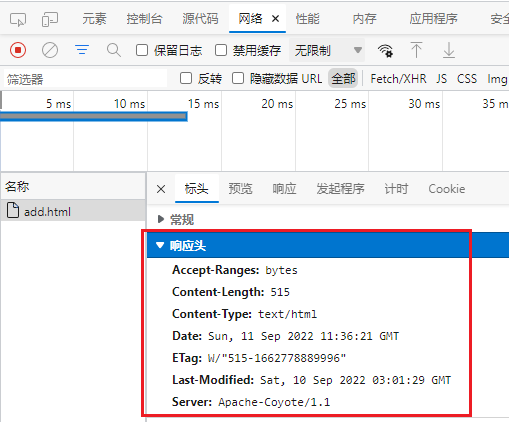 元素 控制台 源代码 网络 性能 内存 应用程序 安全
保留日志 禁用缓存 无限制
筛选器 反转 隐藏数据 URL 全部 Fetch/XHR JS CSS Img
5 ms 10 ms 15 ms 20 ms 25 ms 30 ms 35 m
名称 标头 预览 响应 发起程序 计时 Cookie
add.html 常规
响应头
Accept-Ranges: bytes
Content-Length: 515
Content-Type: text/html
Date: Sun, 11 Sep 2022 11:36:21 GMT
ETag: W/"515-1662778889996"
Last-Modified: Sat, 10 Sep 2022 03:01:29 GMT
Server: Apache-Coyote/1.1